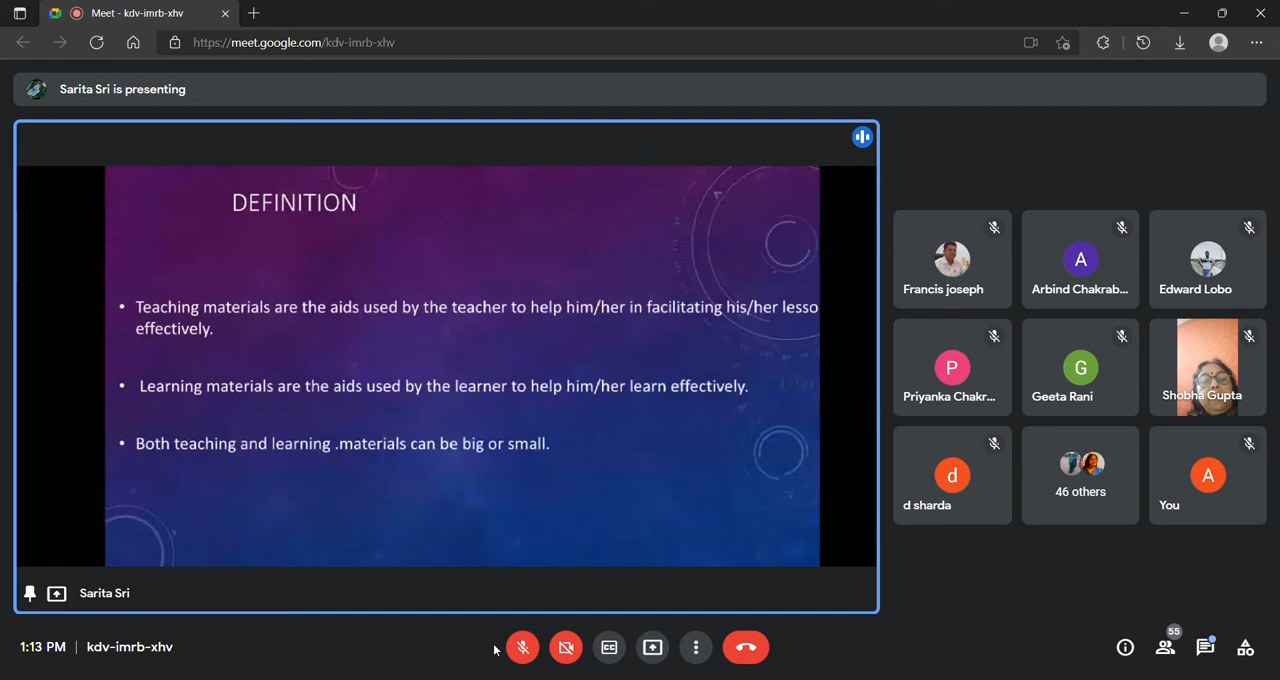 Meet - kdv-imrb-xhv
https://meet.google.com/kdv-imrb-xhv
Sarita Sri is presenting
DEFINITION
• Teaching materials are the aids used by the teacher to help him/her in facilitating his/her lesso
effectively.
• Learning materials are the aids used by the learner to help him/her learn effectively.
• Both teaching and learning .materials can be big or small.
Sarita Sri
Francis joseph
A
Arbind Chakrab...
Edward Lobo
P
Priyanka Chakr...
G
Geeta Rani
Shobha Gupta
d
d sharda
46 others
A
You
1:13 PM | kdv-imrb-xhv
CC
55